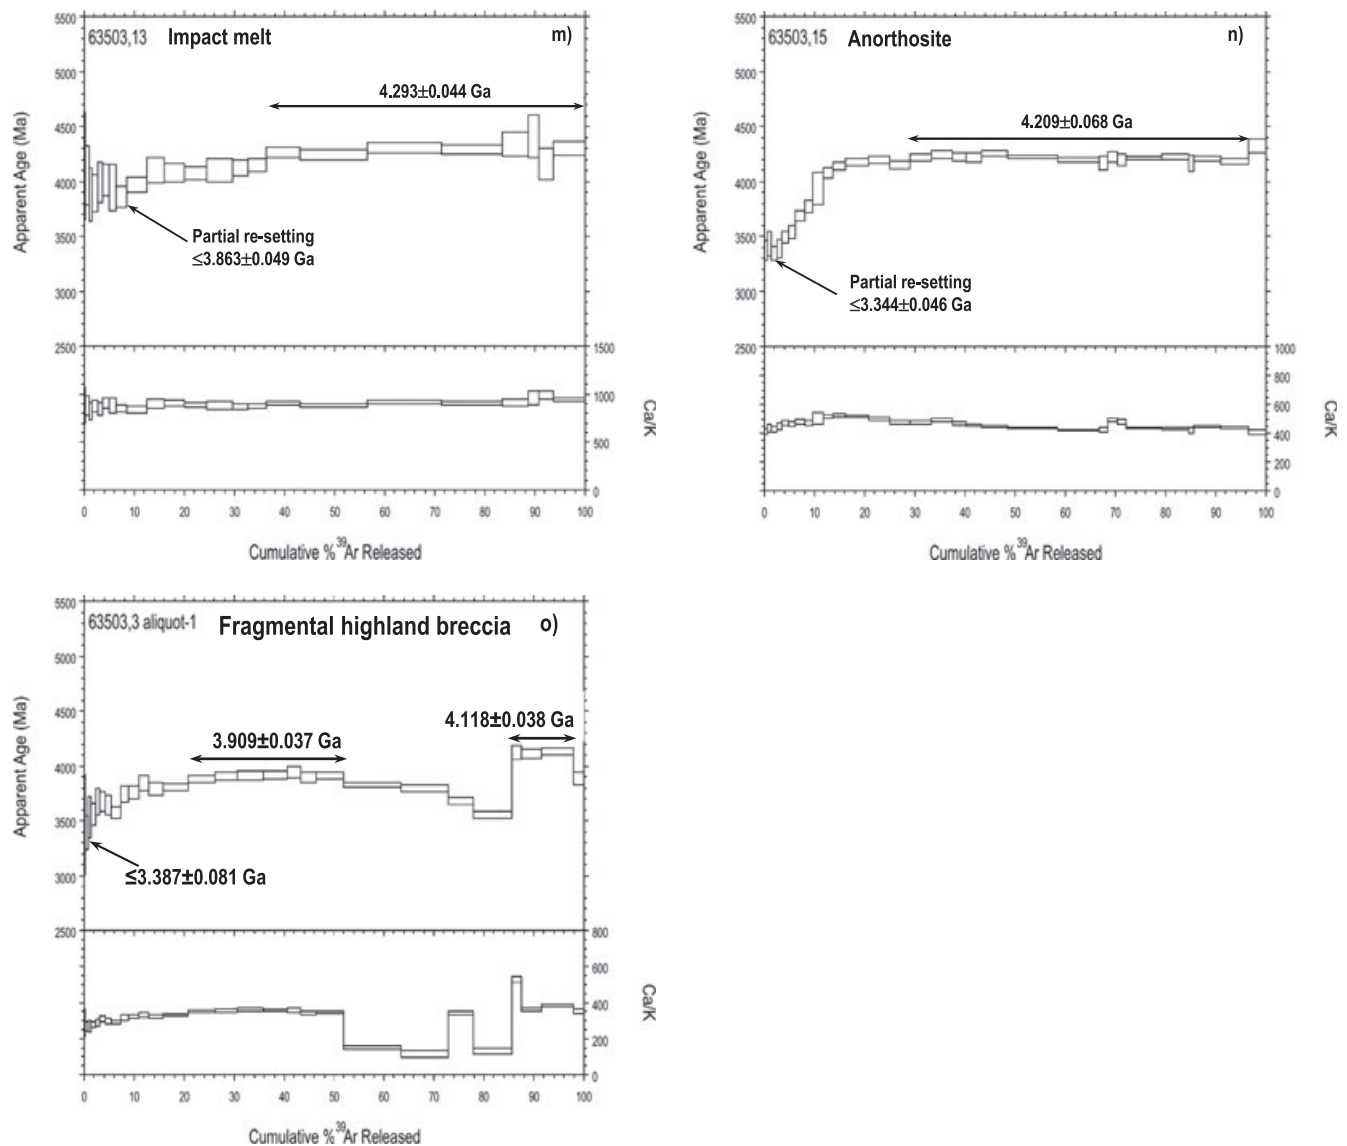 63503,13 Impact melt m)
5500
5000
4500
4000
3500
3000
2500
Apparent Age (Ma)
4.293±0.044 Ga
Partial re-setting
≤3.863±0.049 Ga
1500
1000
500
0
Ca/K
0 10 20 30 40 50 60 70 80 90 100
Cumulative % ³⁹Ar Released
63503,15 Anorthosite n)
5500
5000
4500
4000
3500
3000
2500
Apparent Age (Ma)
4.209±0.068 Ga
Partial re-setting
≤3.344±0.046 Ga
1000
800
600
400
200
0
Ca/K
0 10 20 30 40 50 60 70 80 90 100
Cumulative % ³⁹Ar Released
63503,3 aliquot-1 Fragmental highland breccia o)
5500
5000
4500
4000
3500
3000
2500
Apparent Age (Ma)
4.118±0.038 Ga
3.909±0.037 Ga
≤3.387±0.081 Ga
800
600
400
200
0
Ca/K
0 10 20 30 40 50 60 70 80 90 100
Cumulative % ³⁹Ar Released